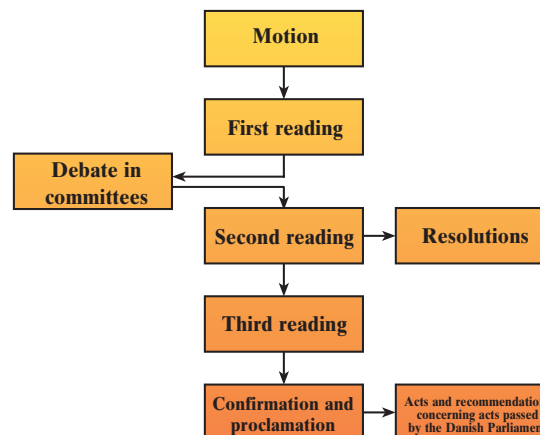 Motion
First reading
Debate in
committees
Second reading
Resolutions
Third reading
Confirmation and
proclamation
Acts and recommendation
concerning acts passed
by the Danish Parliamen